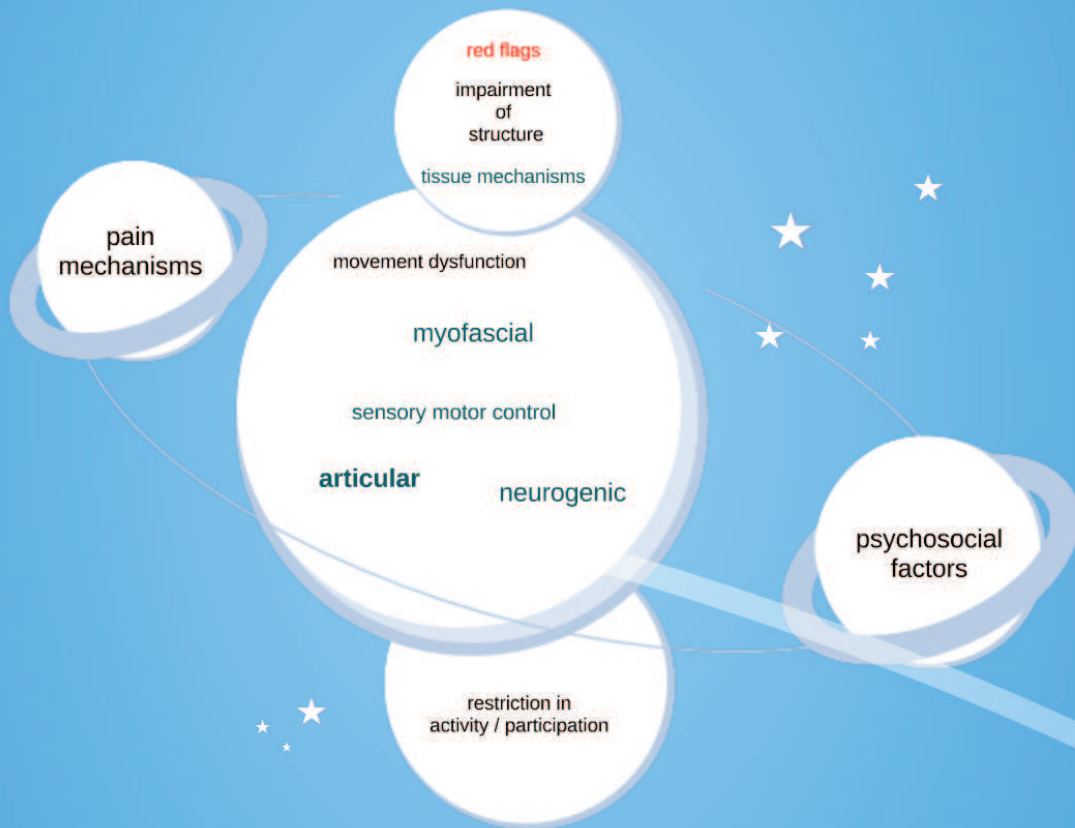 red flags
impairment
of
structure
tissue mechanisms
pain
mechanisms
movement dysfunction
myofascial
sensory motor control
articular
neurogenic
psychosocial
factors
restriction in
activity / participation